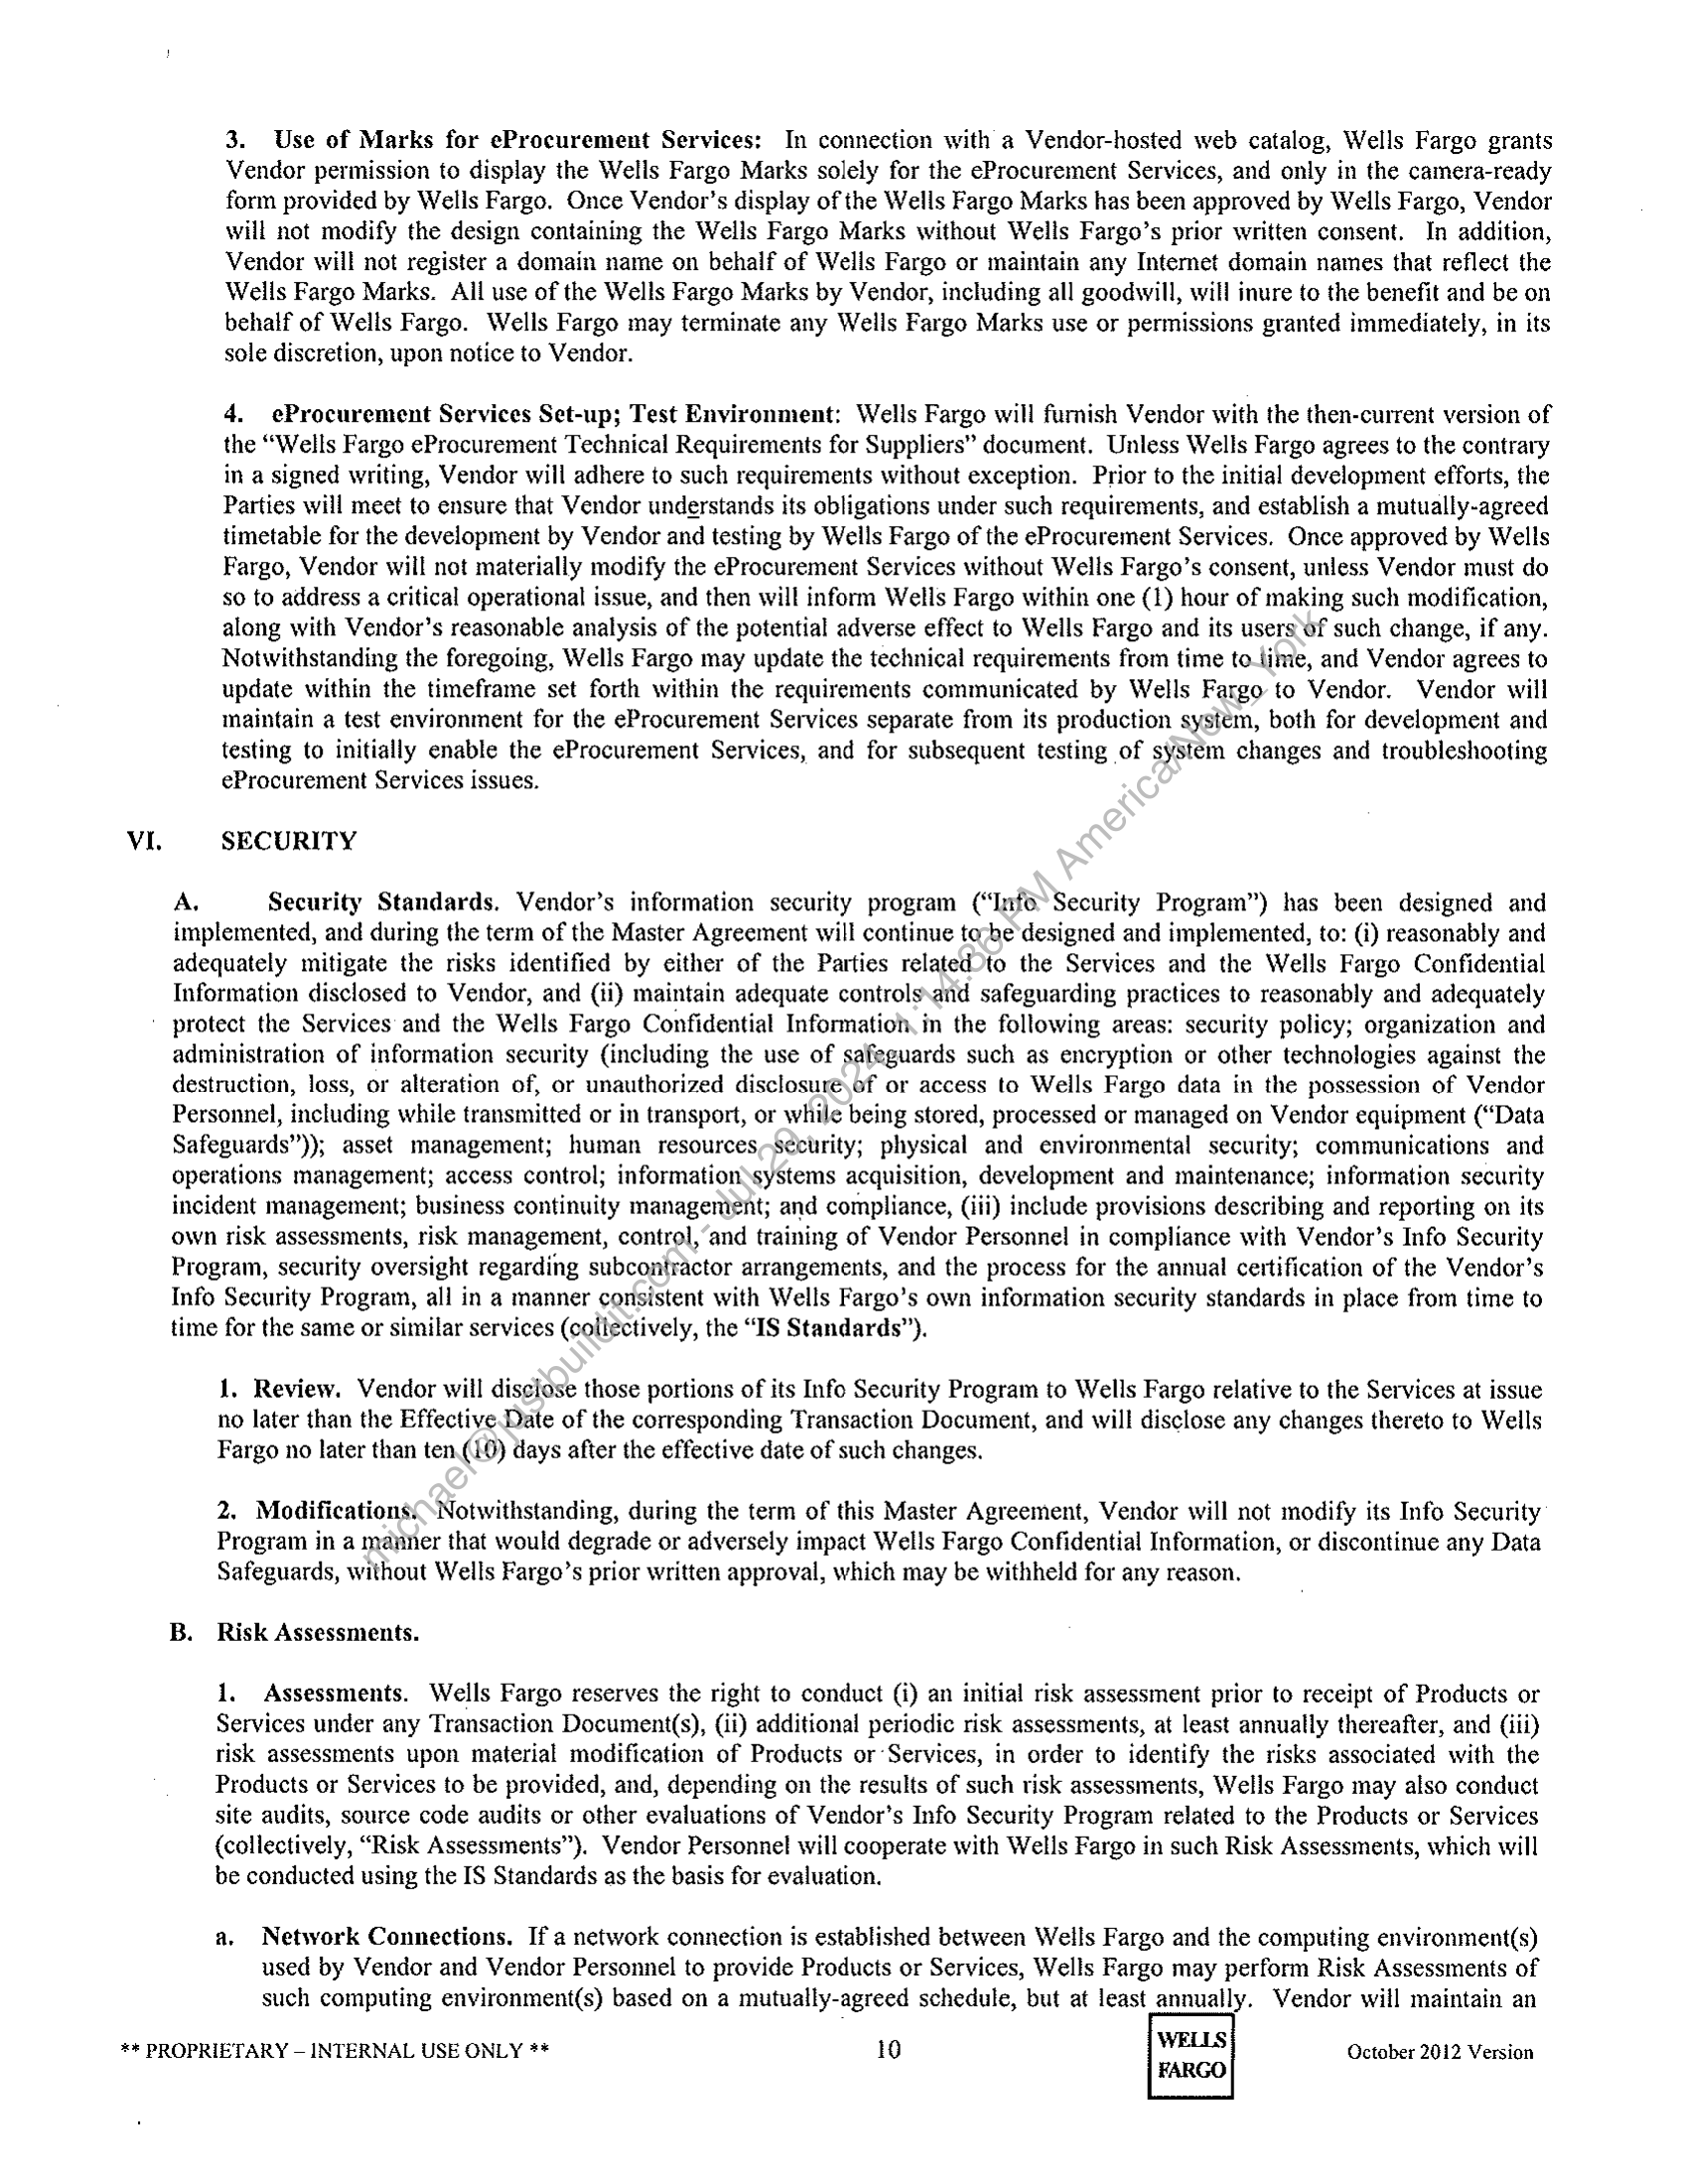 3. Use of Marks for eProcurement Services: In connection with a Vendor-hosted web catalog, Wells Fargo grants
Vendor permission to display the Wells Fargo Marks solely for the eProcurement Services, and only in the camera-ready
form provided by Wells Fargo. Once Vendor's display of the Wells Fargo Marks has been approved by Wells Fargo, Vendor
will not modify the design containing the Wells Fargo Marks without Wells Fargo's prior written consent. In addition,
Vendor will not register a domain name on behalf of Wells Fargo or maintain any Internet domain names that reflect the
Wells Fargo Marks. All use of the Wells Fargo Marks by Vendor, including all goodwill, will inure to the benefit and be on
behalf of Wells Fargo. Wells Fargo may terminate any Wells Fargo Marks use or permissions granted immediately, in its
sole discretion, upon notice to Vendor.
4. eProcurement Services Set-up; Test Environment: Wells Fargo will furnish Vendor with the then-current version of
the “Wells Fargo eProcurement Technical Requirements for Suppliers” document. Unless Wells Fargo agrees to the contrary
in a signed writing, Vendor will adhere to such requirements without exception. Prior to the initial development efforts, the
Parties will meet to ensure that Vendor understands its obligations under such requirements, and establish a mutually-agreed
timetable for the development by Vendor and testing by Wells Fargo of the eProcurement Services. Once approved by Wells
Fargo, Vendor will not materially modify the eProcurement Services without Wells Fargo's consent, unless Vendor must do
so to address a critical operational issue, and then will inform Wells Fargo within one (1) hour of making such modification,
along with Vendor's reasonable analysis of the potential adverse effect to Wells Fargo and its users of such change, if any.
Notwithstanding the foregoing, Wells Fargo may update the technical requirements from time to time, and Vendor agrees to
update within the timeframe set forth within the requirements communicated by Wells Fargo to Vendor. Vendor will
maintain a test environment for the eProcurement Services separate from its production system, both for development and
testing to initially enable the eProcurement Services, and for subsequent testing of system changes and troubleshooting
eProcurement Services issues.
VI. SECURITY
A. Security Standards. Vendor's information security program (“Info Security Program”) has been designed and
implemented, and during the term of the Master Agreement will continue to be designed and implemented, to: (i) reasonably and
adequately mitigate the risks identified by either of the Parties related to the Services and the Wells Fargo Confidential
Information disclosed to Vendor, and (ii) maintain adequate controls and safeguarding practices to reasonably and adequately
protect the Services and the Wells Fargo Confidential Information in the following areas: security policy; organization and
administration of information security (including the use of safeguards such as encryption or other technologies against the
destruction, loss, or alteration of, or unauthorized disclosure of or access to Wells Fargo data in the possession of Vendor
Personnel, including while transmitted or in transport, or while being stored, processed or managed on Vendor equipment (“Data
Safeguards”)); asset management; human resources security; physical and environmental security; communications and
operations management; access control; information systems acquisition, development and maintenance; information security
incident management; business continuity management; and compliance, (iii) include provisions describing and reporting on its
own risk assessments, risk management, control, and training of Vendor Personnel in compliance with Vendor's Info Security
Program, security oversight regarding subcontractor arrangements, and the process for the annual certification of the Vendor's
Info Security Program, all in a manner consistent with Wells Fargo's own information security standards in place from time to
time for the same or similar services (collectively, the “IS Standards”).
1. Review. Vendor will disclose those portions of its Info Security Program to Wells Fargo relative to the Services at issue
no later than the Effective Date of the corresponding Transaction Document, and will disclose any changes thereto to Wells
Fargo no later than ten (10) days after the effective date of such changes.
2. Modifications. Notwithstanding, during the term of this Master Agreement, Vendor will not modify its Info Security
Program in a manner that would degrade or adversely impact Wells Fargo Confidential Information, or discontinue any Data
Safeguards, without Wells Fargo's prior written approval, which may be withheld for any reason.
B. Risk Assessments.
1. Assessments. Wells Fargo reserves the right to conduct (i) an initial risk assessment prior to receipt of Products or
Services under any Transaction Document(s), (ii) additional periodic risk assessments, at least annually thereafter, and (iii)
risk assessments upon material modification of Products or Services, in order to identify the risks associated with the
Products or Services to be provided, and, depending on the results of such risk assessments, Wells Fargo may also conduct
site audits, source code audits or other evaluations of Vendor's Info Security Program related to the Products or Services
(collectively, “Risk Assessments”). Vendor Personnel will cooperate with Wells Fargo in such Risk Assessments, which will
be conducted using the IS Standards as the basis for evaluation.
a. Network Connections. If a network connection is established between Wells Fargo and the computing environment(s)
used by Vendor and Vendor Personnel to provide Products or Services, Wells Fargo may perform Risk Assessments of
such computing environment(s) based on a mutually-agreed schedule, but at least annually. Vendor will maintain an
** PROPRIETARY – INTERNAL USE ONLY ** 10 October 2012 Version
WELLS
FARGO
michael@justbuildit.com - Jul 29, 2024, 1:14:36 PM America/New_York